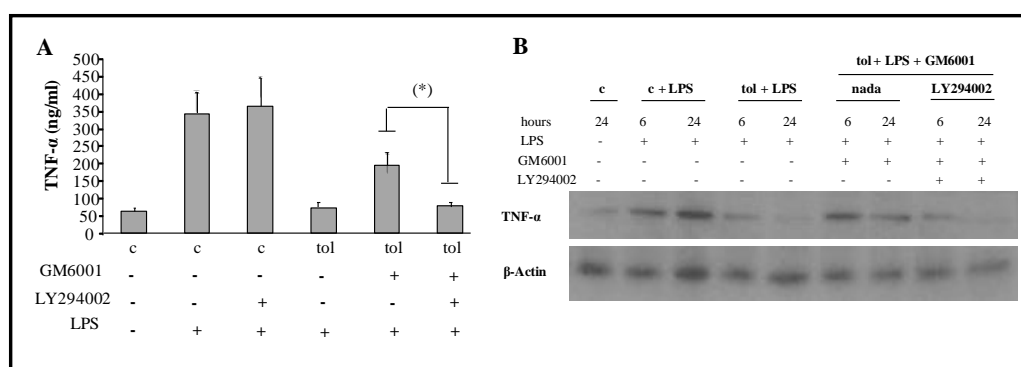 A
TNF-α (ng/ml)
500
450
400
350
300
250
200
150
100
50
0
(*)
c c c tol tol tol
GM6001 - - - - + +
LY294002 - - + - - +
LPS - + + + + +
B
tol + LPS + GM6001
c c + LPS tol + LPS nada LY294002
hours 24 6 24 6 24 6 24 6 24
LPS - + + + + + + + +
GM6001 - - - - - + + + +
LY294002 - - - - - - - + +
TNF-α
β-Actin